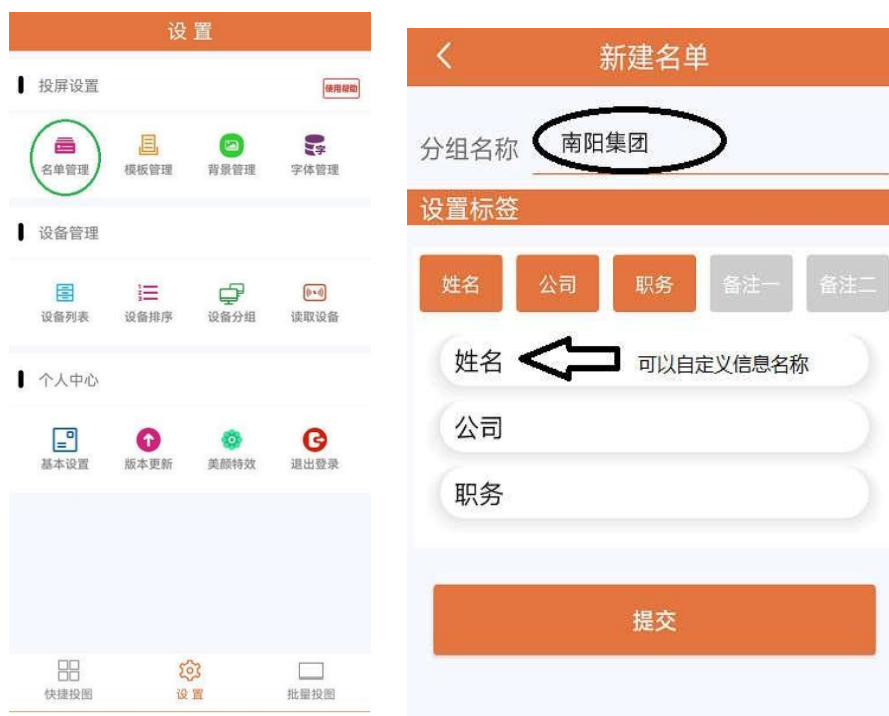 设 置
投屏设置
使用帮助
名单管理 模板管理 背景管理 字体管理
设备管理
设备列表 设备排序 设备分组 读取设备
个人中心
基本设置 版本更新 美颜特效 退出登录
快捷投图 设 置 批量投图
新建名单
分组名称 南阳集团
设置标签
姓名 公司 职务 备注一 备注二
姓名 可以自定义信息名称
公司
职务
提交